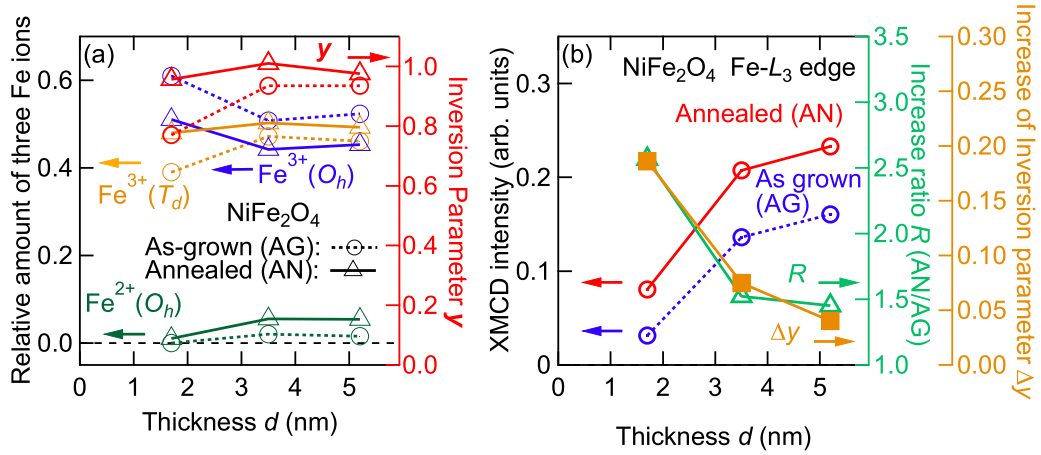 (a)
y
Relative amount of three Fe ions
0.6
0.4
0.2
0.0
Fe3+(Oh)
Fe3+(Td)
NiFe2O4
As-grown (AG):
Annealed (AN):
Fe2+(Oh)
1.0
0.8
0.6
0.4
0.2
0.0
Inversion Parameter y
0 1 2 3 4 5
Thickness d (nm)
(b)
NiFe2O4 Fe-L3 edge
XMCD intensity (arb. units)
0.3
0.2
0.1
0
Annealed (AN)
As grown
(AG)
R
Δy
3.5
3.0
2.5
2.0
1.5
1.0
Increase ratio R (AN/AG)
0.30
0.25
0.20
0.15
0.10
0.05
0.00
Increase of Inversion parameter Δy
0 1 2 3 4 5
Thickness d (nm)